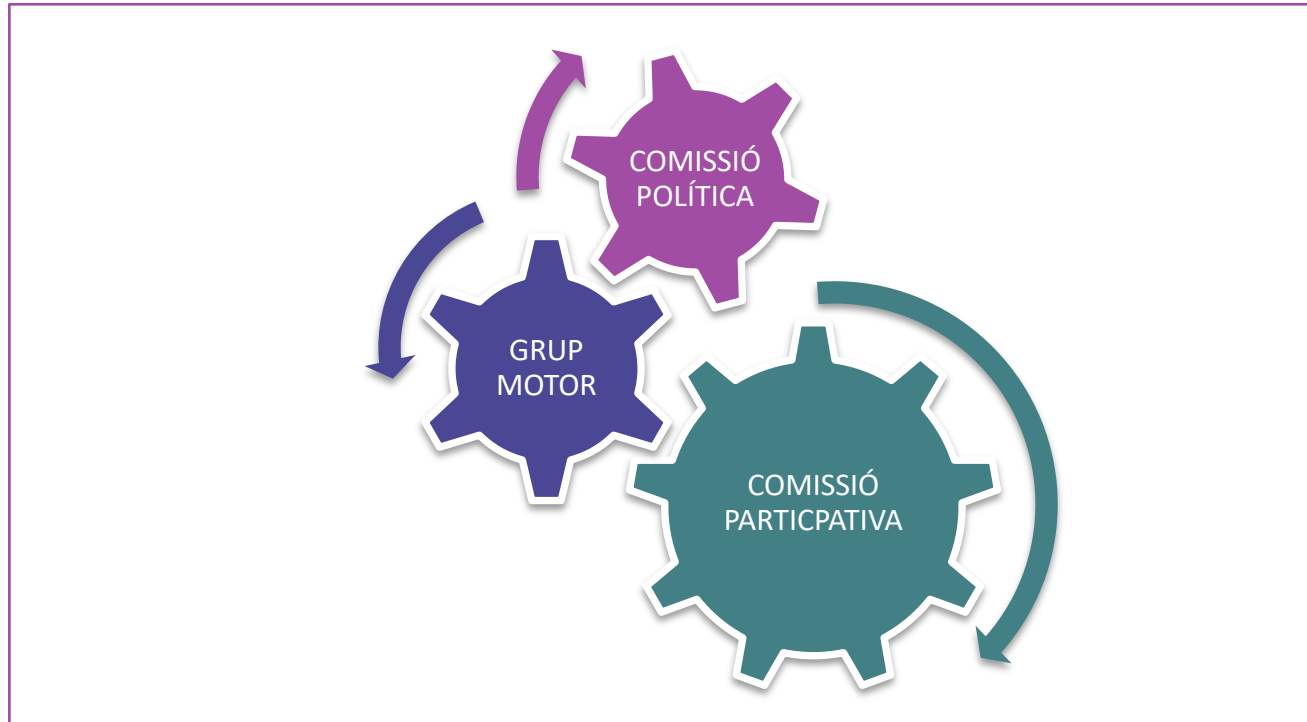 COMISSIÓ
POLÍTICA
GRUP
MOTOR
COMISSIÓ
PARTICPATIVA